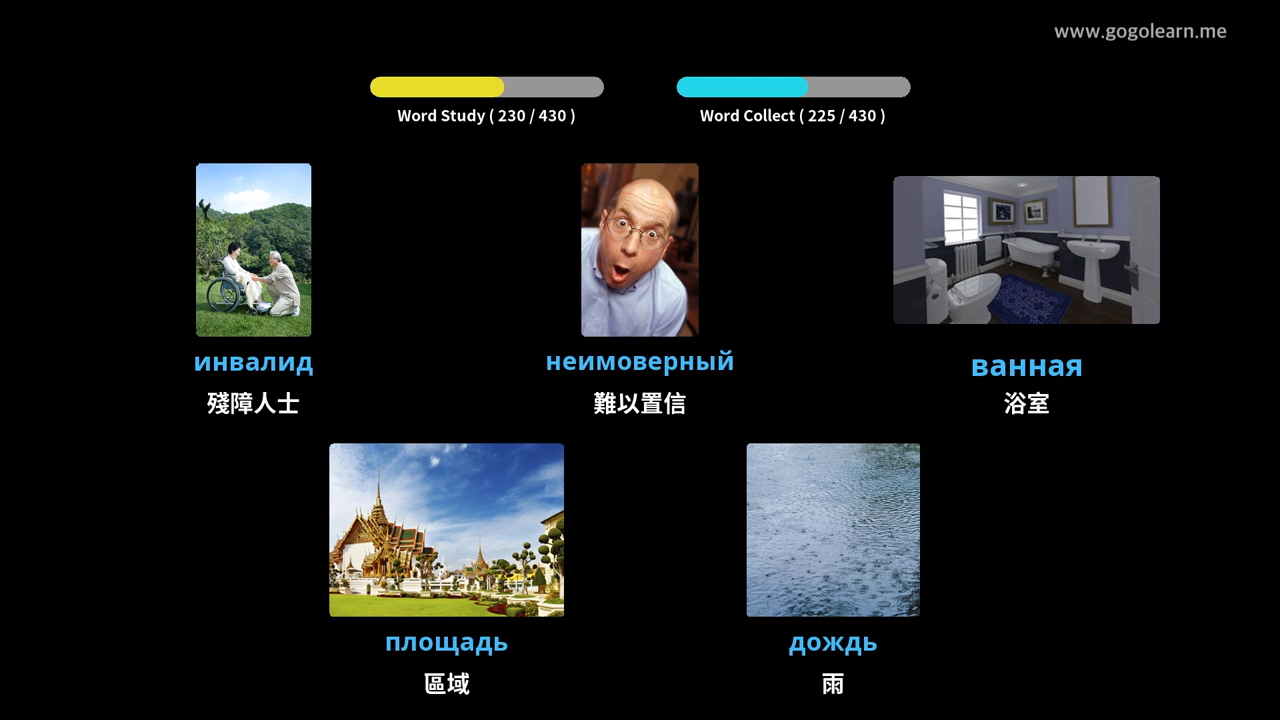 www.gogolearn.me
Word Study ( 230 / 430 )
Word Collect ( 225 / 430 )
инвалид
殘障人士
неимоверный
難以置信
ванная
浴室
площадь
區域
дождь
雨